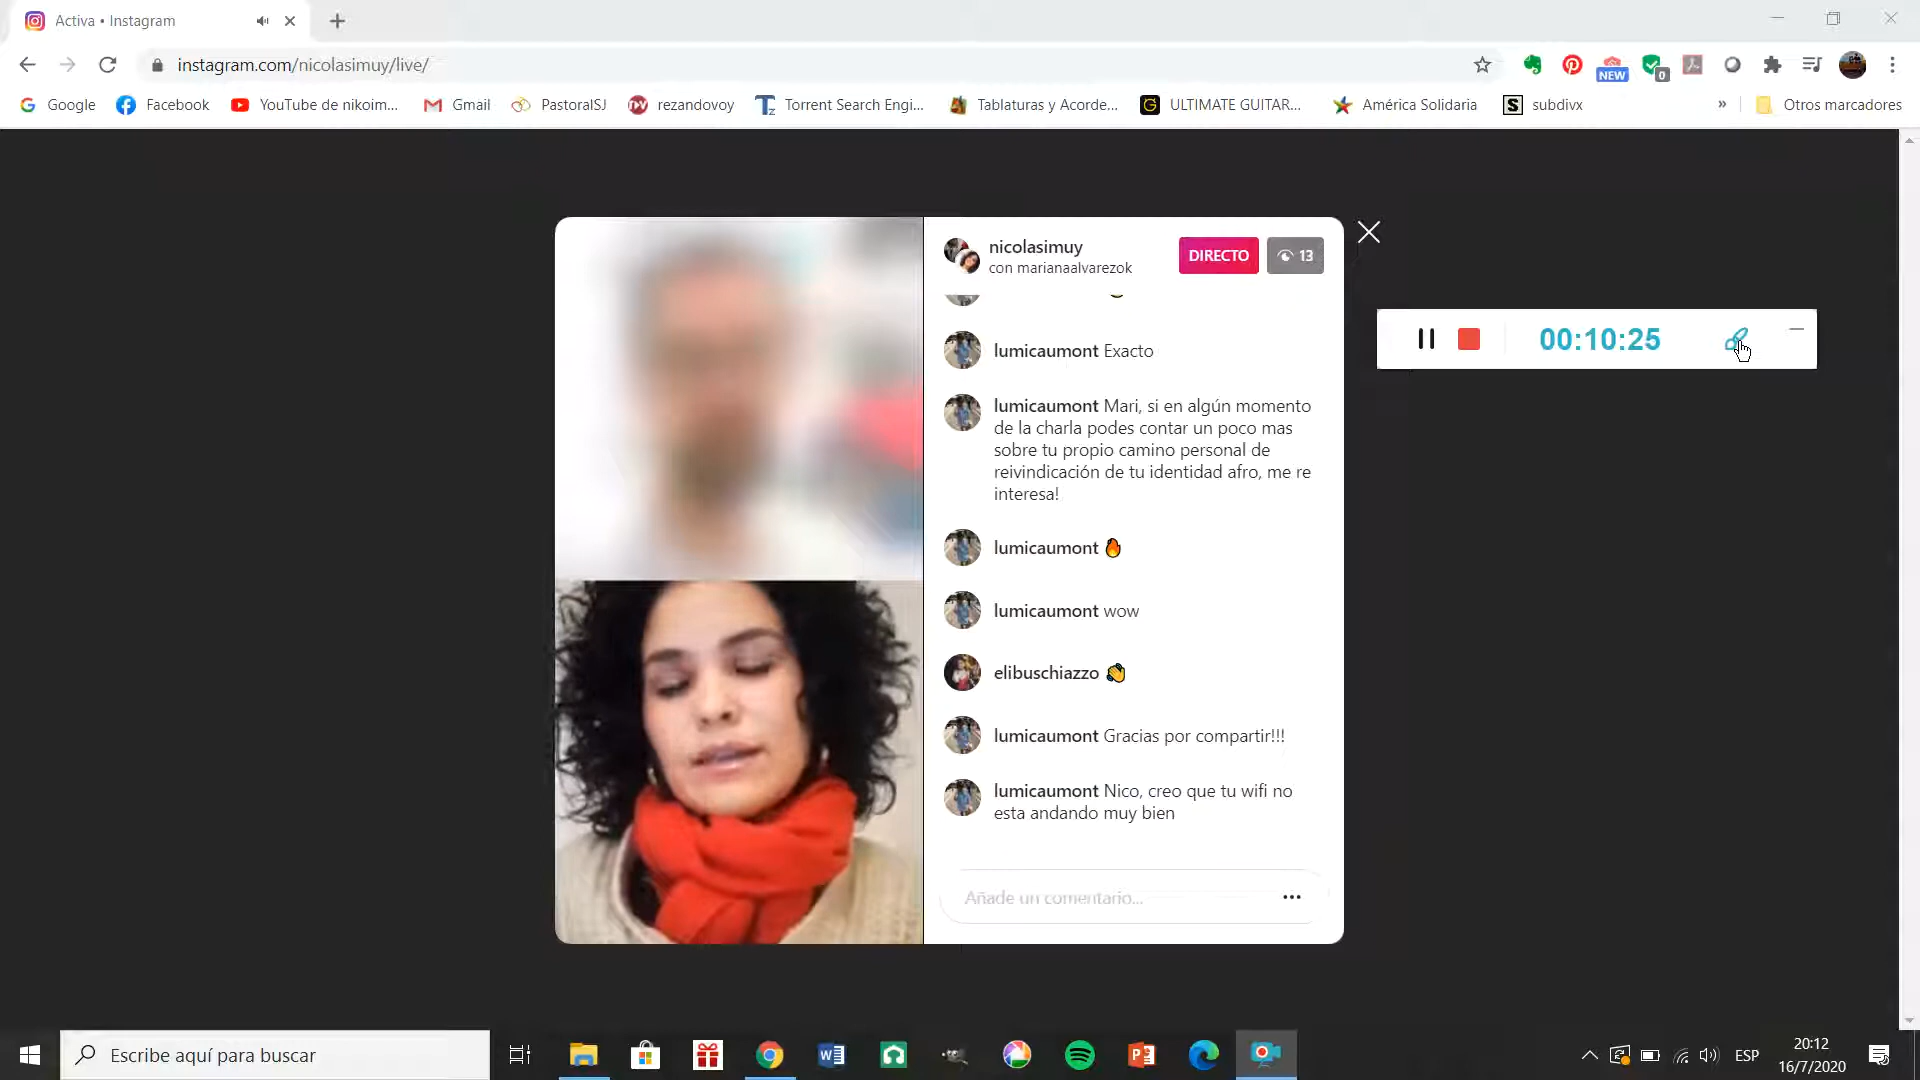 Activa • Instagram
instagram.com/nicolasimuy/live/
NEW
0
Google
Facebook
YouTube de nikoim...
Gmail
PastoralSJ
rezandovoy
Torrent Search Engi...
Tablaturas y Acorde...
ULTIMATE GUITAR...
América Solidaria
subdivx
»
Otros marcadores
nicolasimuy
con marianaalvarezok
DIRECTO
13
lumicaumont Exacto
lumicaumont Mari, si en algún momento
de la charla podes contar un poco mas
sobre tu propio camino personal de
reivindicación de tu identidad afro, me re
interesa!
lumicaumont 🔥
lumicaumont wow
elibuschiazzo 👏
lumicaumont Gracias por compartir!!!
lumicaumont Nico, creo que tu wifi no
esta andando muy bien
Añade un comentario...
00:10:25
Escribe aquí para buscar
ESP
20:12
16/7/2020